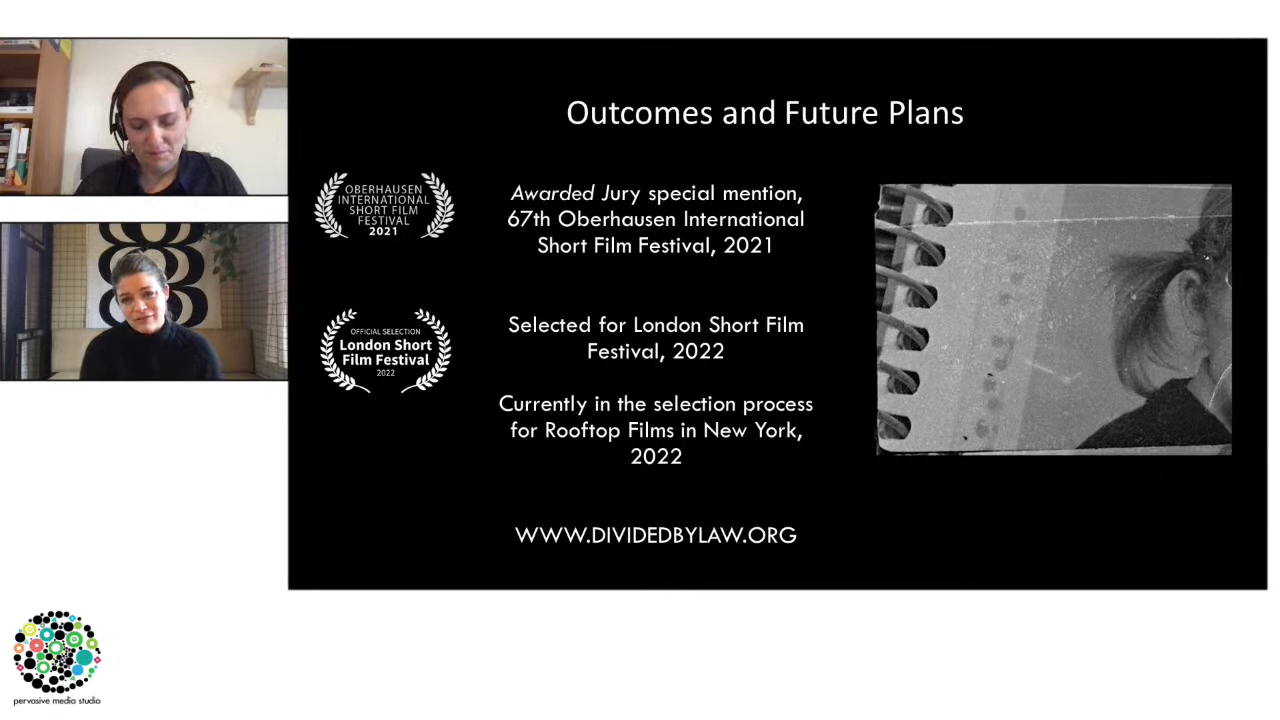 Outcomes and Future Plans
OBERHAUSEN
INTERNATIONAL
SHORT FILM
FESTIVAL
2021
Awarded Jury special mention,
67th Oberhausen International
Short Film Festival, 2021
OFFICIAL SELECTION
London Short
Film Festival
2022
Selected for London Short Film
Festival, 2022
Currently in the selection process
for Rooftop Films in New York,
2022
WWW.DIVIDEDBYLAW.ORG
pervasive media studio